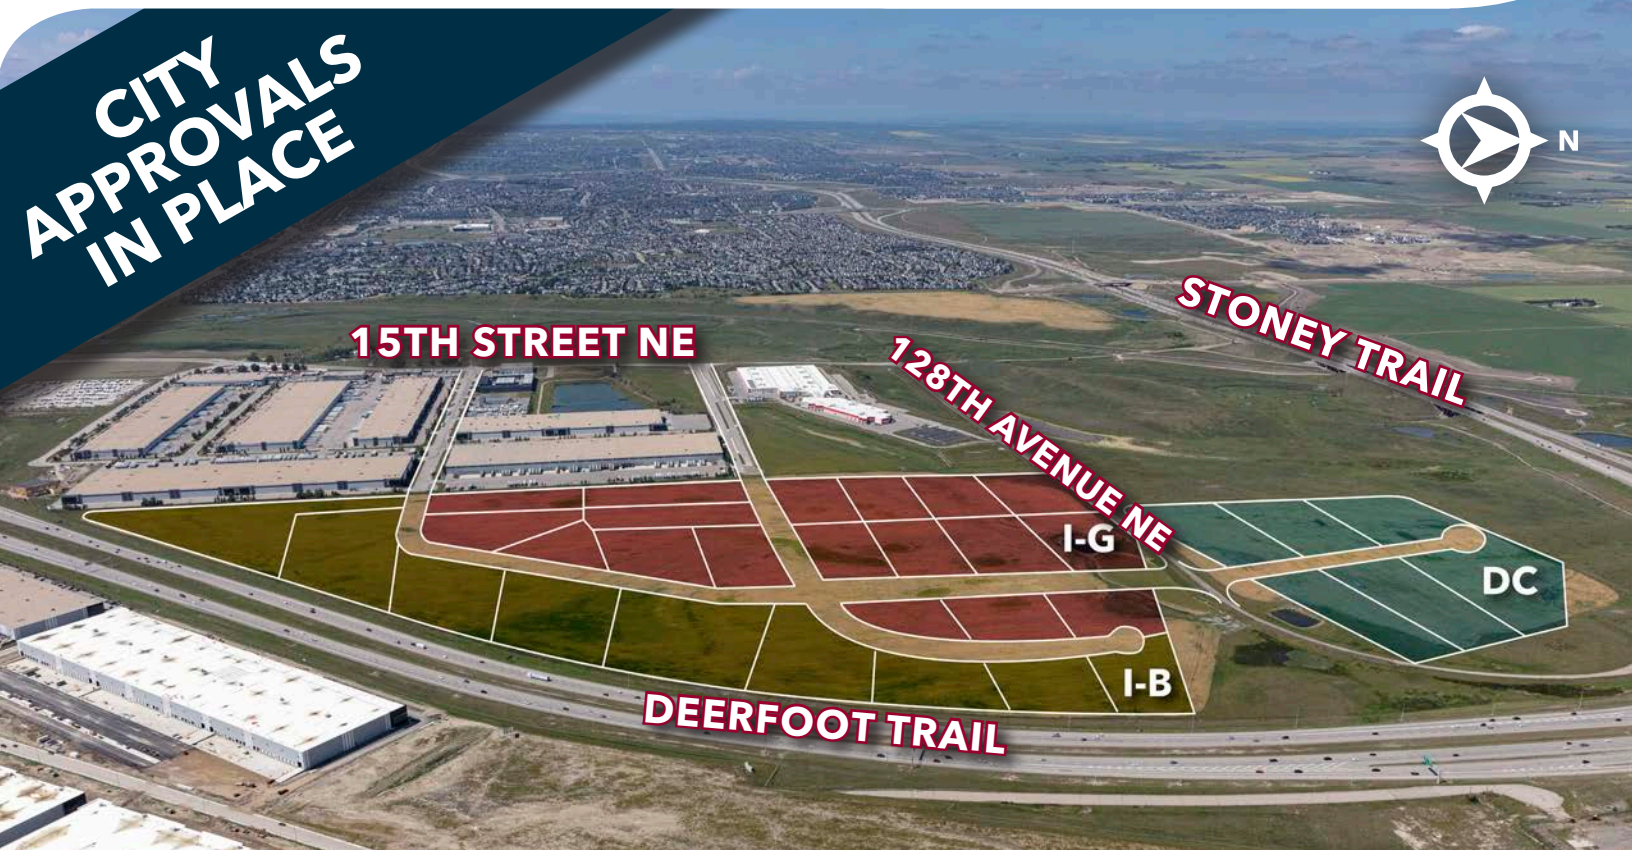 CITY
APPROVALS
IN PLACE
N
STONEY TRAIL
15TH STREET NE
128TH AVENUE NE
I-G
DC
I-B
DEERFOOT TRAIL